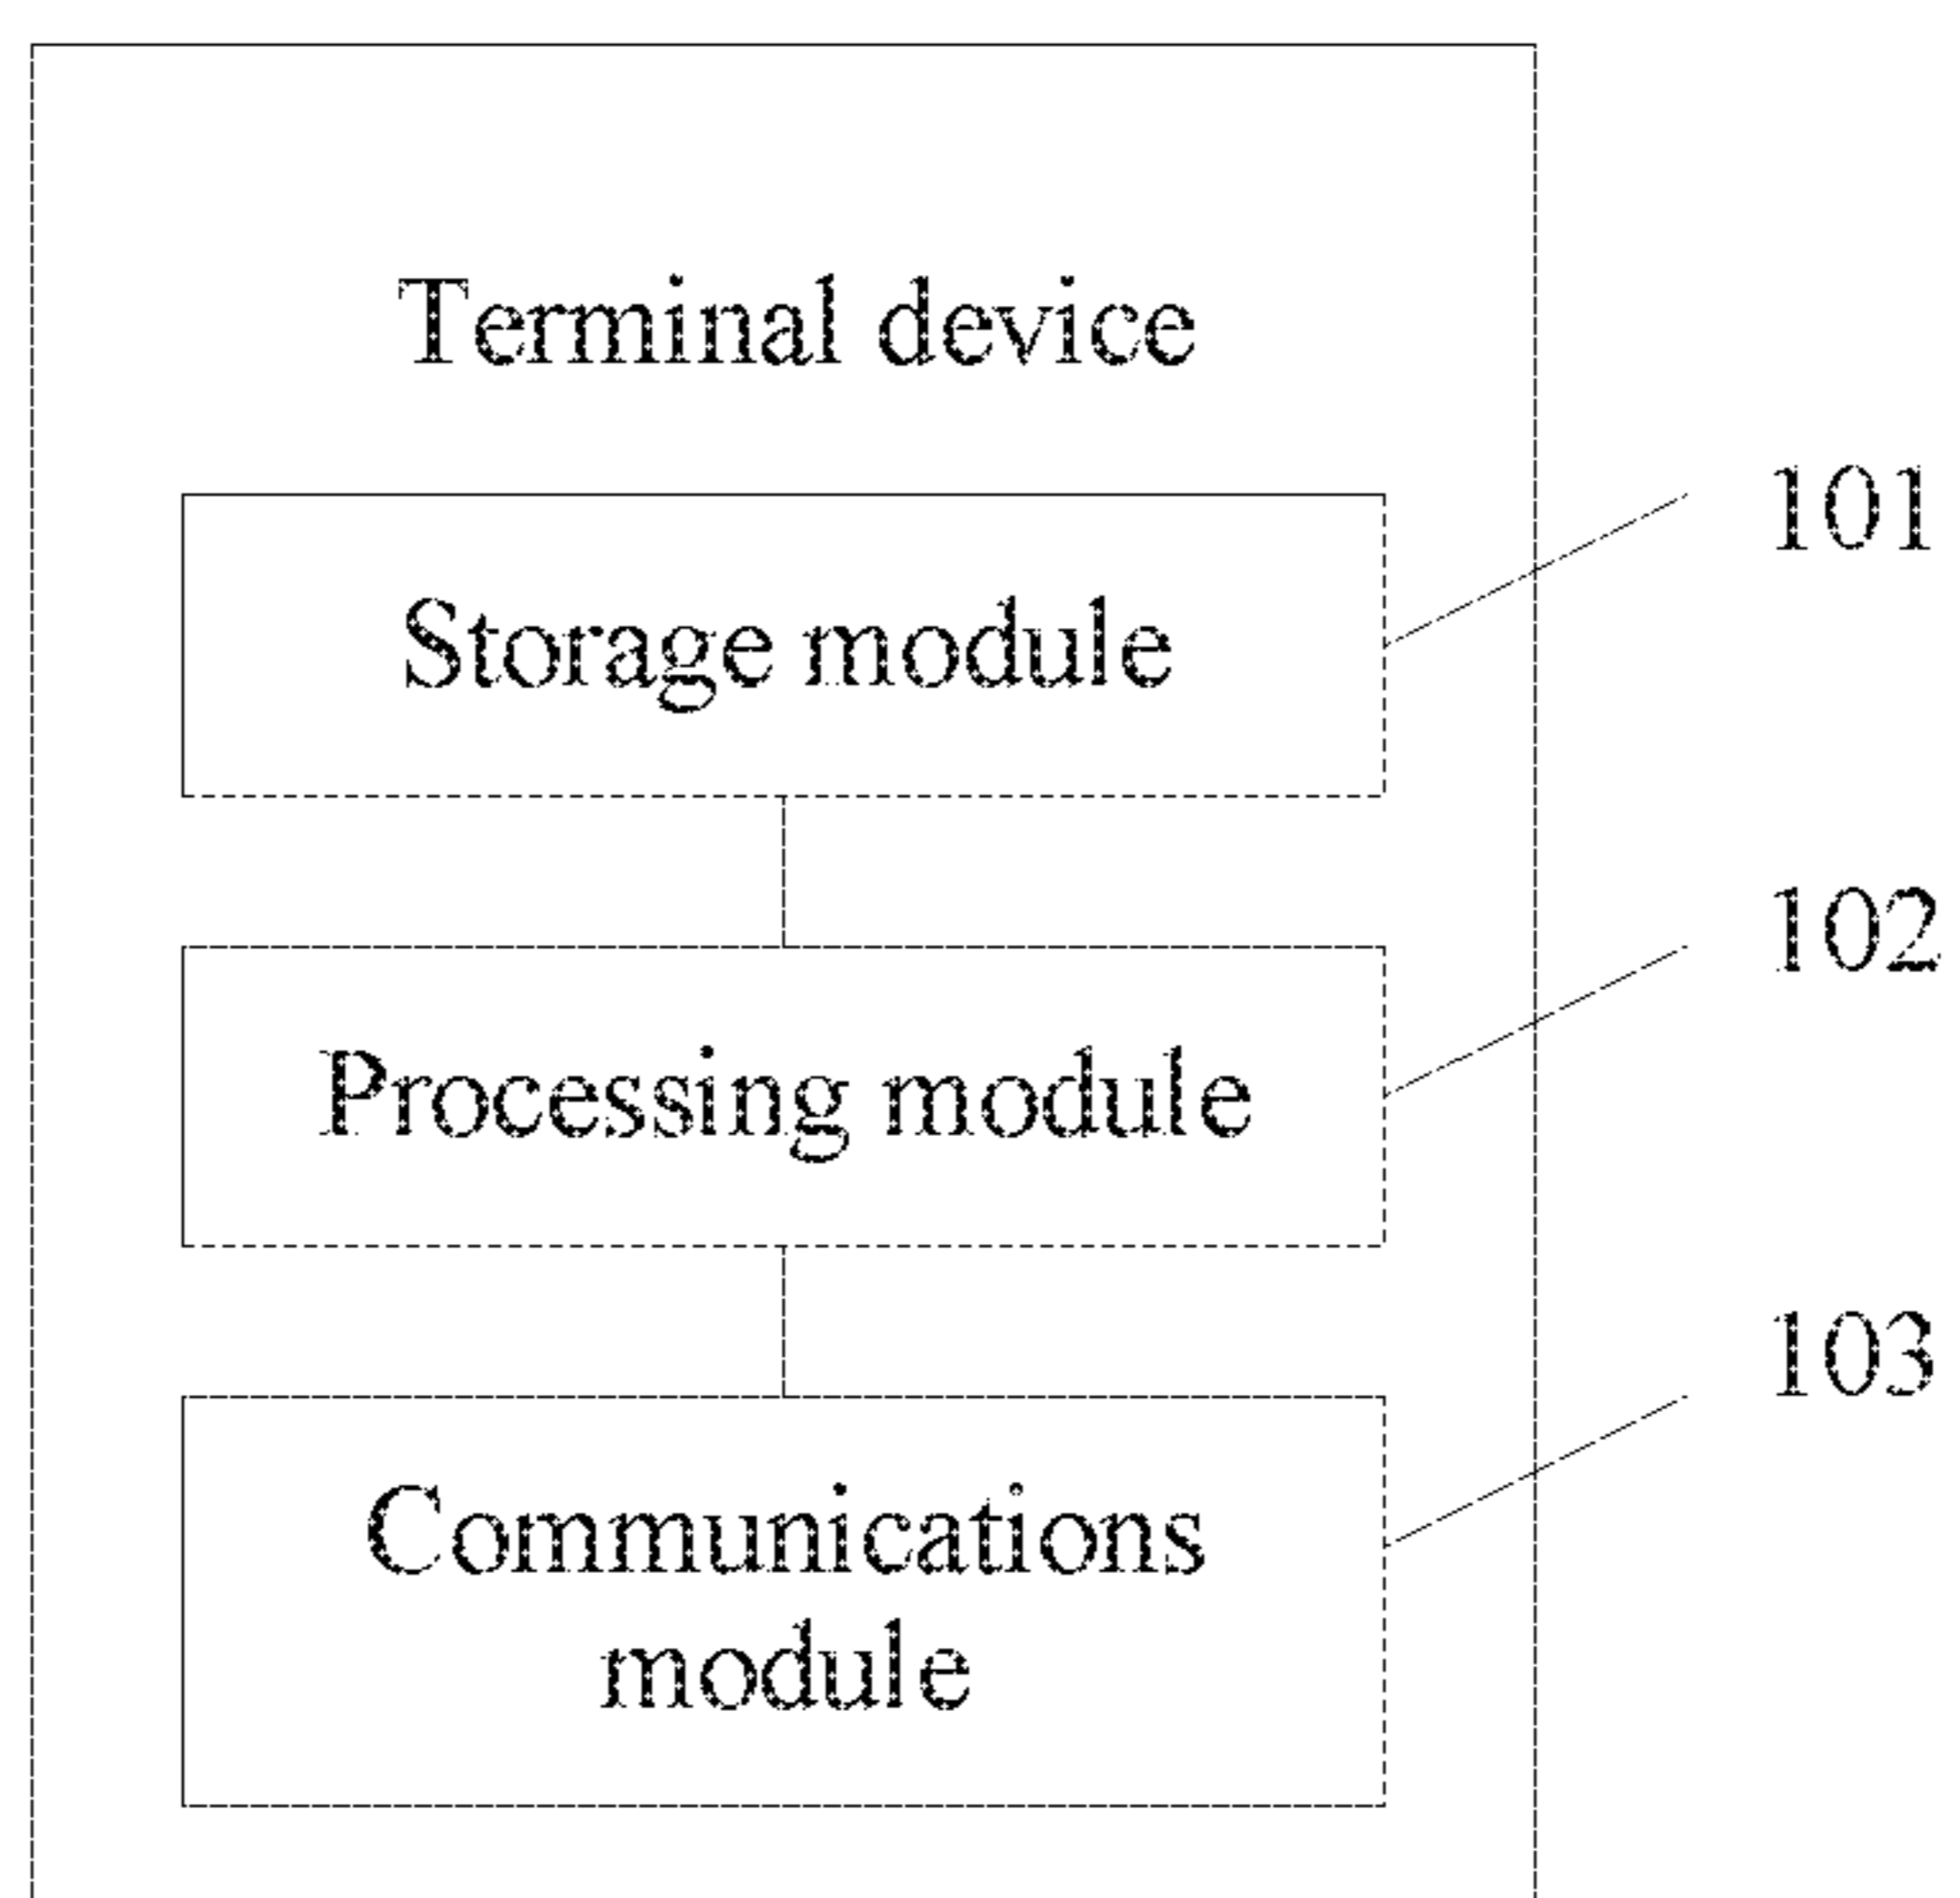 Terminal device
101
Storage module
102
Processing module
103
Communications
module